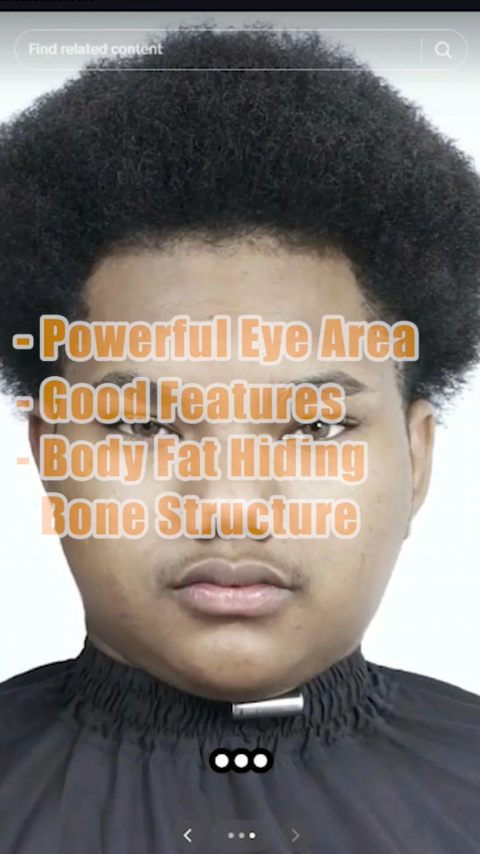 Find related content
- Powerful Eye Area
- Good Features
- Body Fat Hiding
Bone Structure